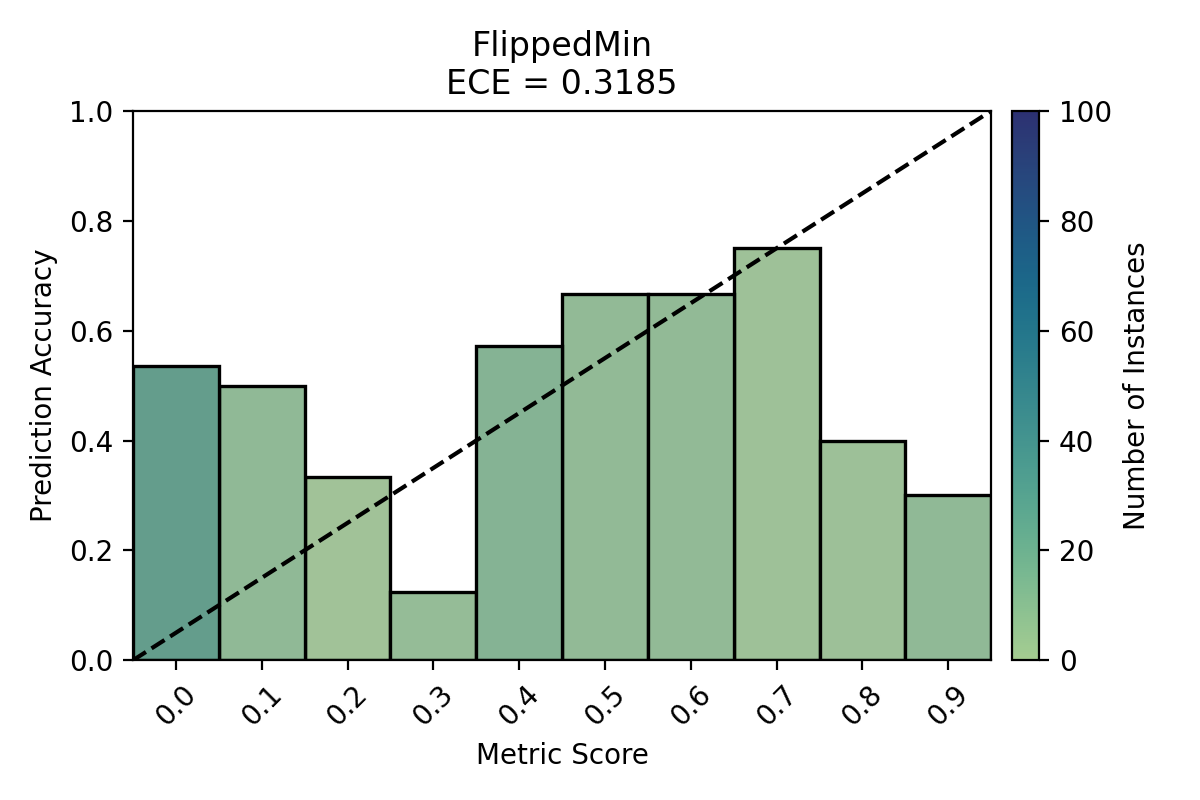 FlippedMin
ECE = 0.3185
1.0
0.8
0.6
0.4
0.2
0.0
Prediction Accuracy
0.0 0.1 0.2 0.3 0.4 0.5 0.6 0.7 0.8 0.9
Metric Score
100
80
60
40
20
0
Number of Instances